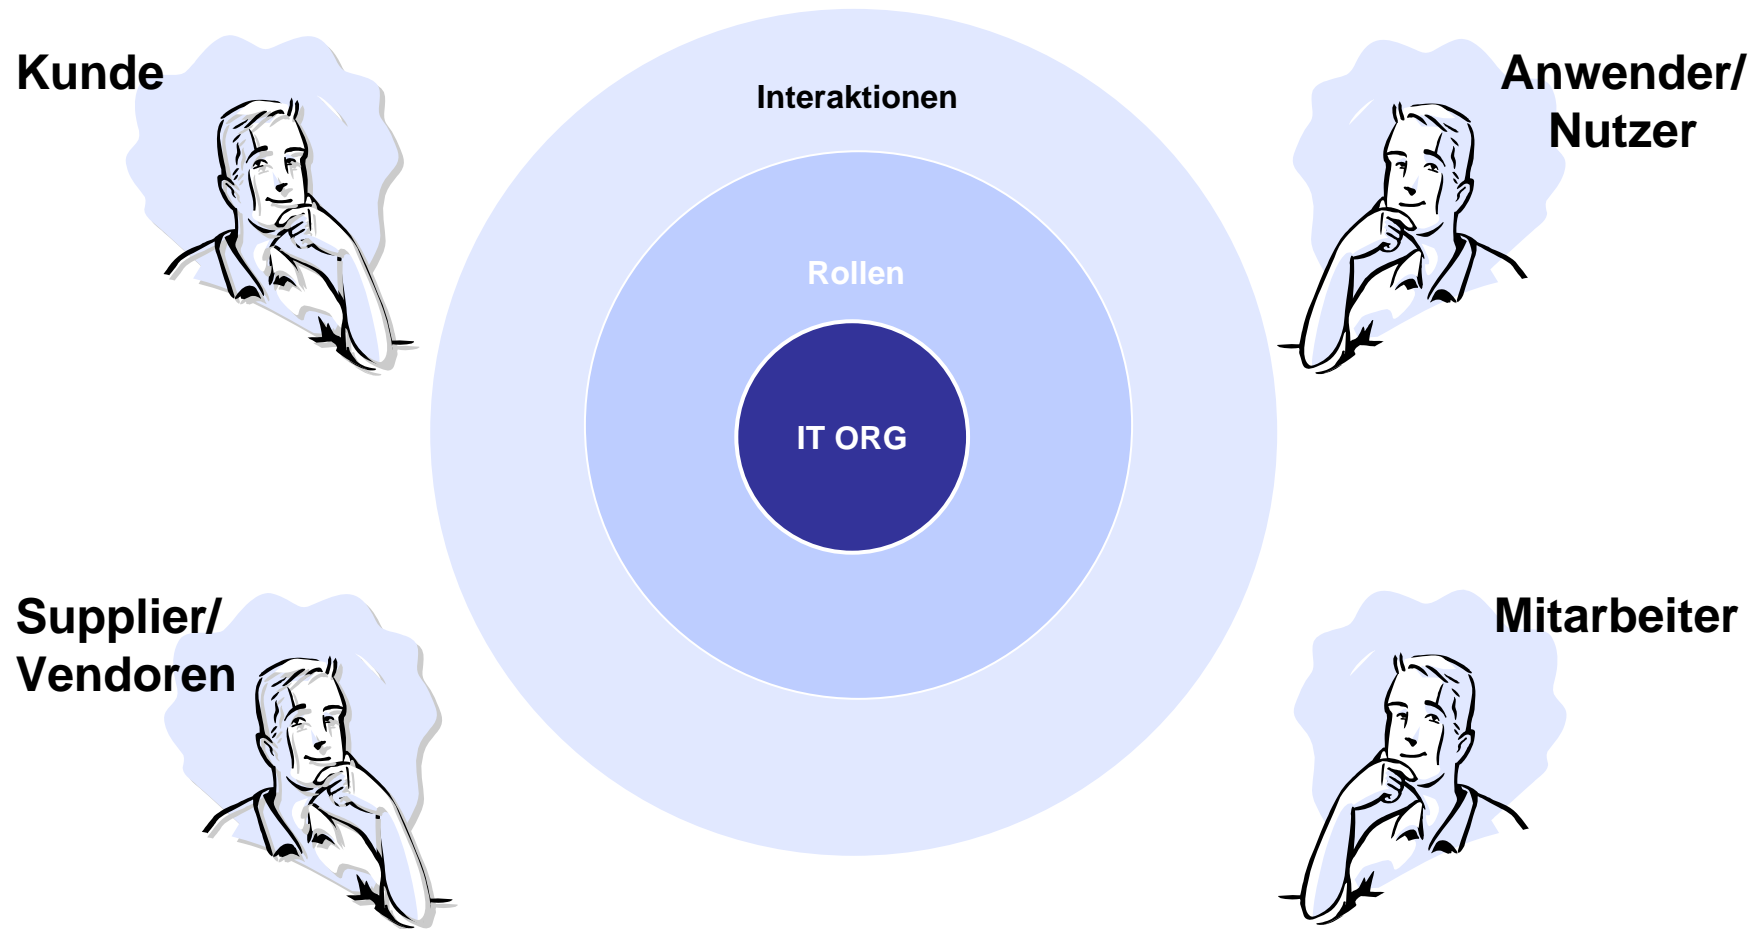 Kunde
Interaktionen
Anwender/
Nutzer
Rollen
IT ORG
Supplier/
Vendoren
Mitarbeiter